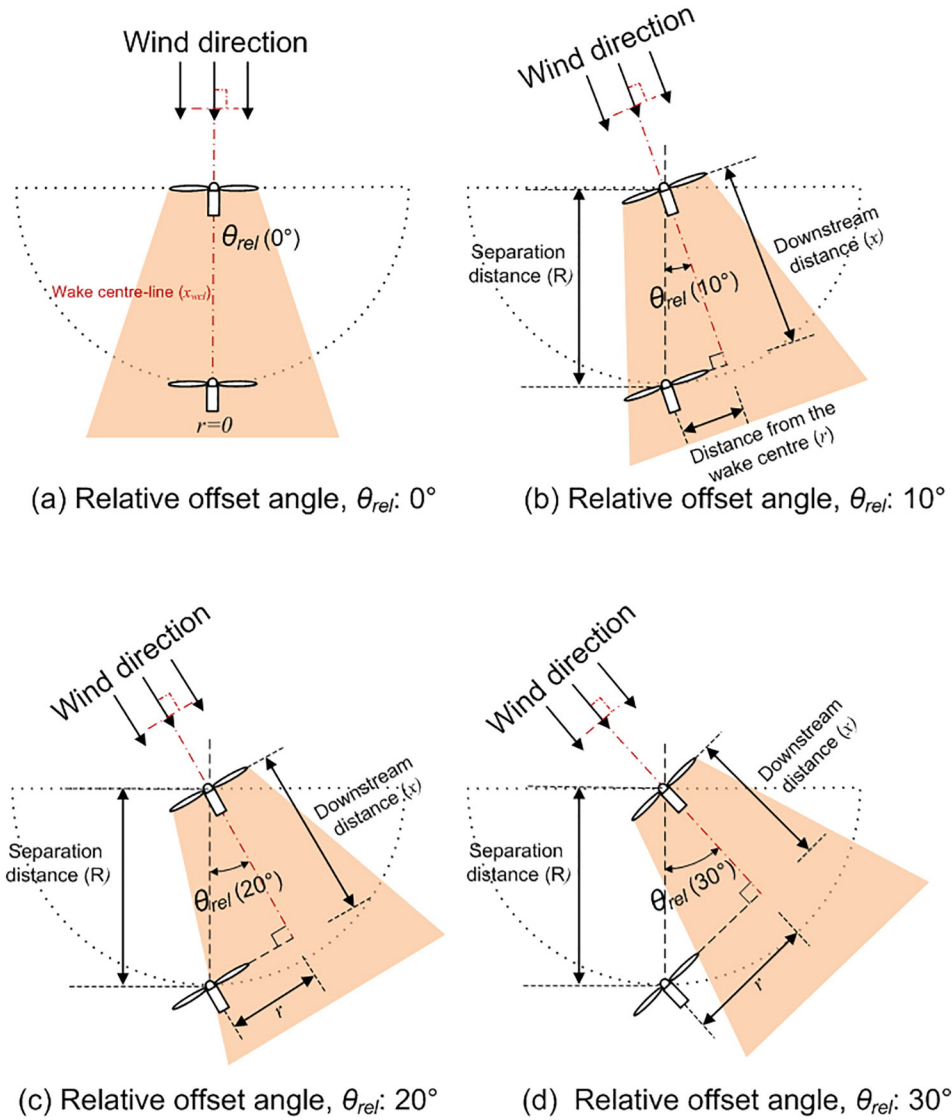 Wind direction
θrel (0°)
Wake centre-line (xwcl)
r=0
(a) Relative offset angle, θrel: 0°
Wind direction
Separation
distance (R)
Downstream
distance (x)
θrel (10°)
Distance from the
wake centre (r)
(b) Relative offset angle, θrel: 10°
Wind direction
Separation
distance (R)
Downstream
distance (x)
θrel (20°)
r
(c) Relative offset angle, θrel: 20°
Wind direction
Separation
distance (R)
Downstream
distance (x)
θrel (30°)
r
(d) Relative offset angle, θrel: 30°